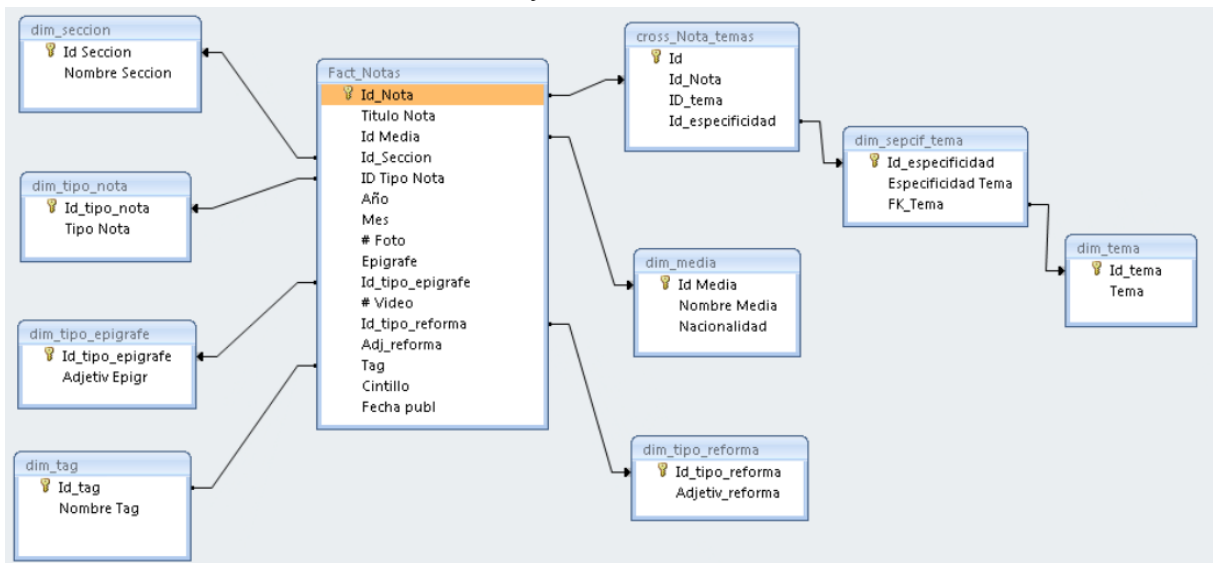 dim_seccion
Id Seccion
Nombre Seccion
dim_tipo_nota
Id_tipo_nota
Tipo Nota
dim_tipo_epigrafe
Id_tipo_epigrafe
Adjetiv Epigr
dim_tag
Id_tag
Nombre Tag
Fact_Notas
Id_Nota
Titulo Nota
Id Media
Id_Seccion
ID Tipo Nota
Año
Mes
# Foto
Epigrafe
Id_tipo_epigrafe
# Video
Id_tipo_reforma
Adj_reforma
Tag
Cintillo
Fecha publ
cross_Nota_temas
Id
Id_Nota
ID_tema
Id_especificidad
dim_sepcif_tema
Id_especificidad
Especificidad Tema
FK_Tema
dim_tema
Id_tema
Tema
dim_media
Id Media
Nombre Media
Nacionalidad
dim_tipo_reforma
Id_tipo_reforma
Adjetiv_reforma